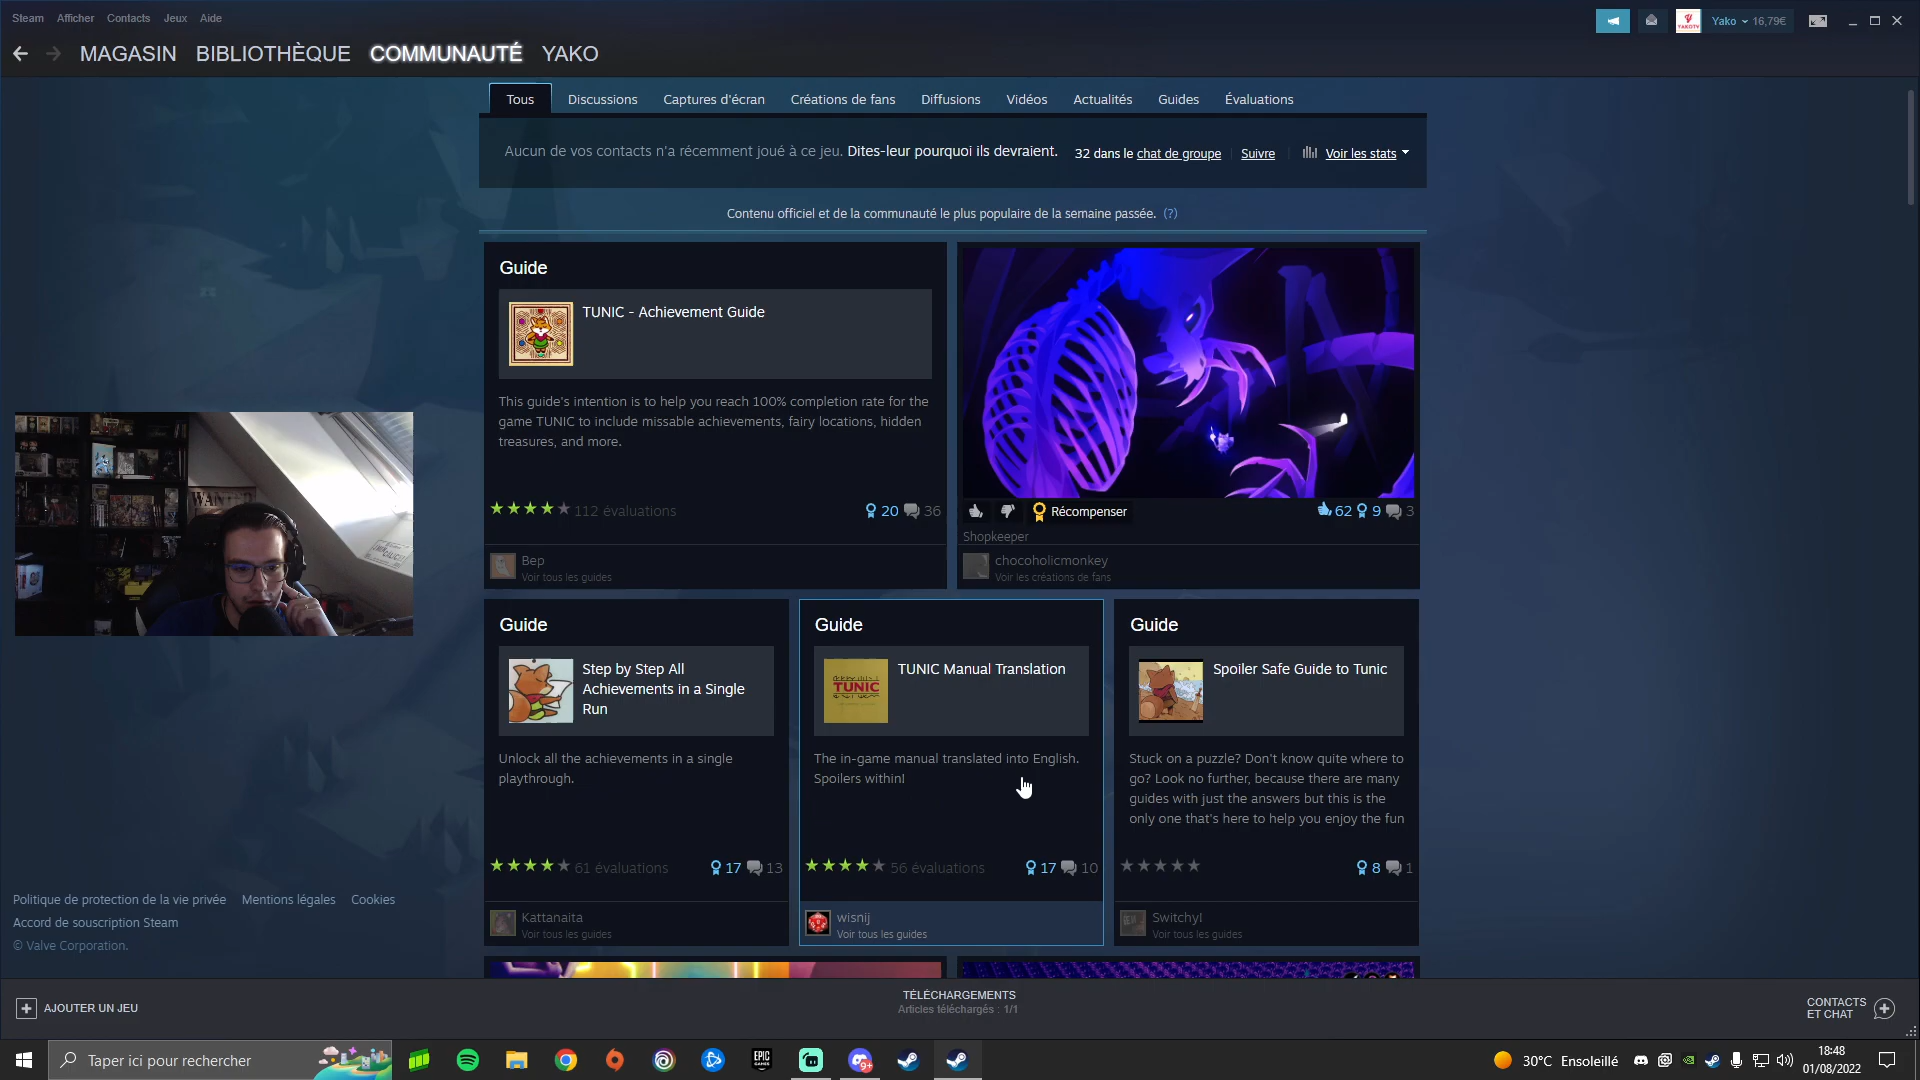 Steam Afficher Contacts Jeux Aide
Yako 16,79€
MAGASIN BIBLIOTHÈQUE COMMUNAUTÉ YAKO
Tous Discussions Captures d'écran Créations de fans Diffusions Vidéos Actualités Guides Évaluations
Aucun de vos contacts n'a récemment joué à ce jeu. Dites-leur pourquoi ils devraient. 32 dans le chat de groupe Suivre Voir les stats
Contenu officiel et de la communauté le plus populaire de la semaine passée. (?)
Guide
TUNIC - Achievement Guide
This guide's intention is to help you reach 100% completion rate for the
game TUNIC to include missable achievements, fairy locations, hidden
treasures, and more.
112 évaluations 20 36
Bep
Voir tous les guides
Récompenser 62 9 3
Shopkeeper
chocoholicmonkey
Voir les créations de fans
WANTED
Guide
Step by Step All
Achievements in a Single
Run
Unlock all the achievements in a single
playthrough.
61 évaluations 17 13
Kattanaita
Voir tous les guides
Guide
TUNIC
TUNIC Manual Translation
The in-game manual translated into English.
Spoilers within!
56 évaluations 17 10
wisnij
Voir tous les guides
Guide
Spoiler Safe Guide to Tunic
Stuck on a puzzle? Don't know quite where to
go? Look no further, because there are many
guides with just the answers but this is the
only one that's here to help you enjoy the fun
8 1
Switchy!
Voir tous les guides
Politique de protection de la vie privée Mentions légales Cookies
Accord de souscription Steam
© Valve Corporation.
AJOUTER UN JEU
TÉLÉCHARGEMENTS
Articles téléchargés : 1/1
CONTACTS
ET CHAT
Taper ici pour rechercher
EPIC
GAMES
9+
30°C Ensoleillé
18:48
01/08/2022